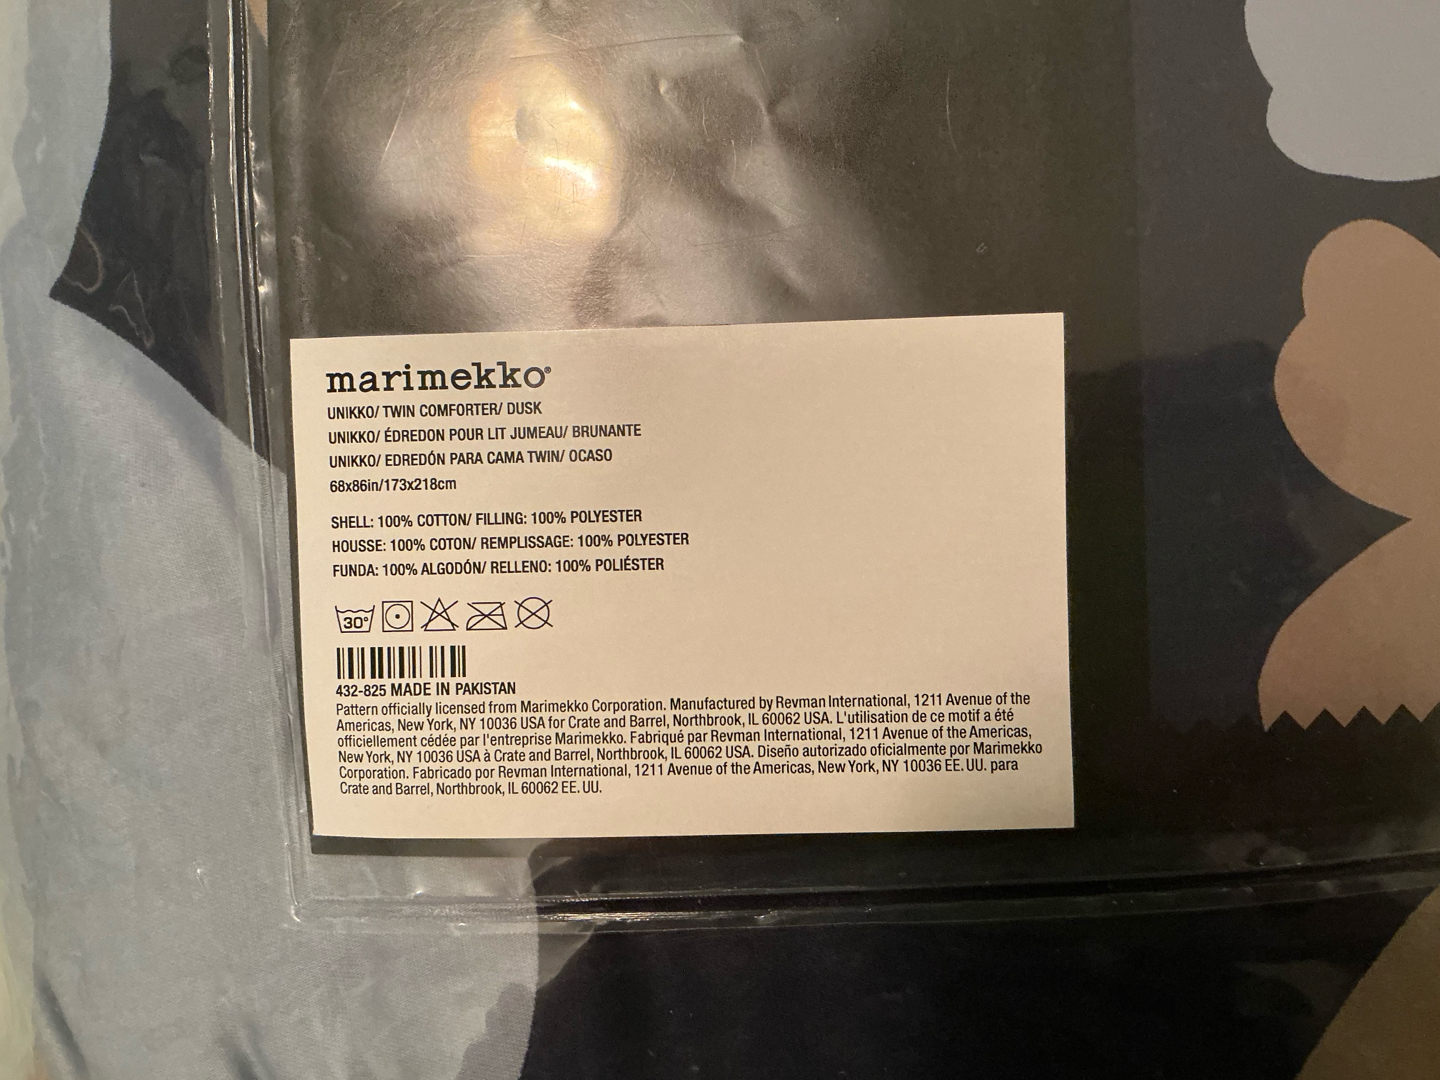 marimekko®
UNIKKO/ TWIN COMFORTER/ DUSK
UNIKKO/ ÉDREDON POUR LIT JUMEAU/ BRUNANTE
UNIKKO/ EDREDÓN PARA CAMA TWIN/ OCASO
68x86in/173x218cm
SHELL: 100% COTTON/ FILLING: 100% POLYESTER
HOUSSE: 100% COTON/ REMPLISSAGE: 100% POLYESTER
FUNDA: 100% ALGODÓN/ RELLENO: 100% POLIÉSTER
30°
432-825 MADE IN PAKISTAN
Pattern officially licensed from Marimekko Corporation. Manufactured by Revman International, 1211 Avenue of the
Americas, New York, NY 10036 USA for Crate and Barrel, Northbrook, IL 60062 USA. L'utilisation de ce motif a été
officiellement cédée par l'entreprise Marimekko. Fabriqué par Revman International, 1211 Avenue of the Americas,
New York, NY 10036 USA à Crate and Barrel, Northbrook, IL 60062 USA. Diseño autorizado oficialmente por Marimekko
Corporation. Fabricado por Revman International, 1211 Avenue of the Americas, New York, NY 10036 EE. UU. para
Crate and Barrel, Northbrook, IL 60062 EE. UU.